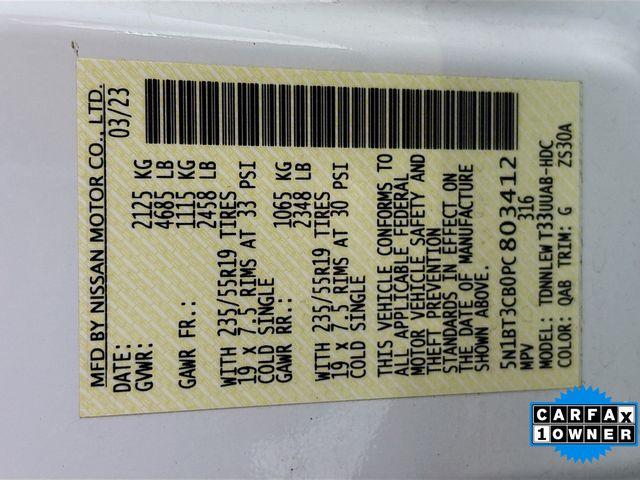 MFD BY NISSAN MOTOR CO., LTD.
DATE: 03/23
GVWR: 2125 KG
4685 LB
GAWR FR.: 1115 KG
2458 LB
WITH 235/55R19 TIRES
19 x 7.5 RIMS AT 33 PSI
COLD SINGLE
GAWR RR.: 1065 KG
2348 LB
WITH 235/55R19 TIRES
19 x 7.5 RIMS AT 30 PSI
COLD SINGLE
THIS VEHICLE CONFORMS TO
ALL APPLICABLE FEDERAL
MOTOR VEHICLE SAFETY AND
THEFT PREVENTION
STANDARDS IN EFFECT ON
THE DATE OF MANUFACTURE
SHOWN ABOVE.
5N1BT3CB0PC803412
MPV 316
MODEL: TDNNLEW T33UUAB-HDC
COLOR: QAB TRIM: G ZS30A
CARFAX
1 OWNER